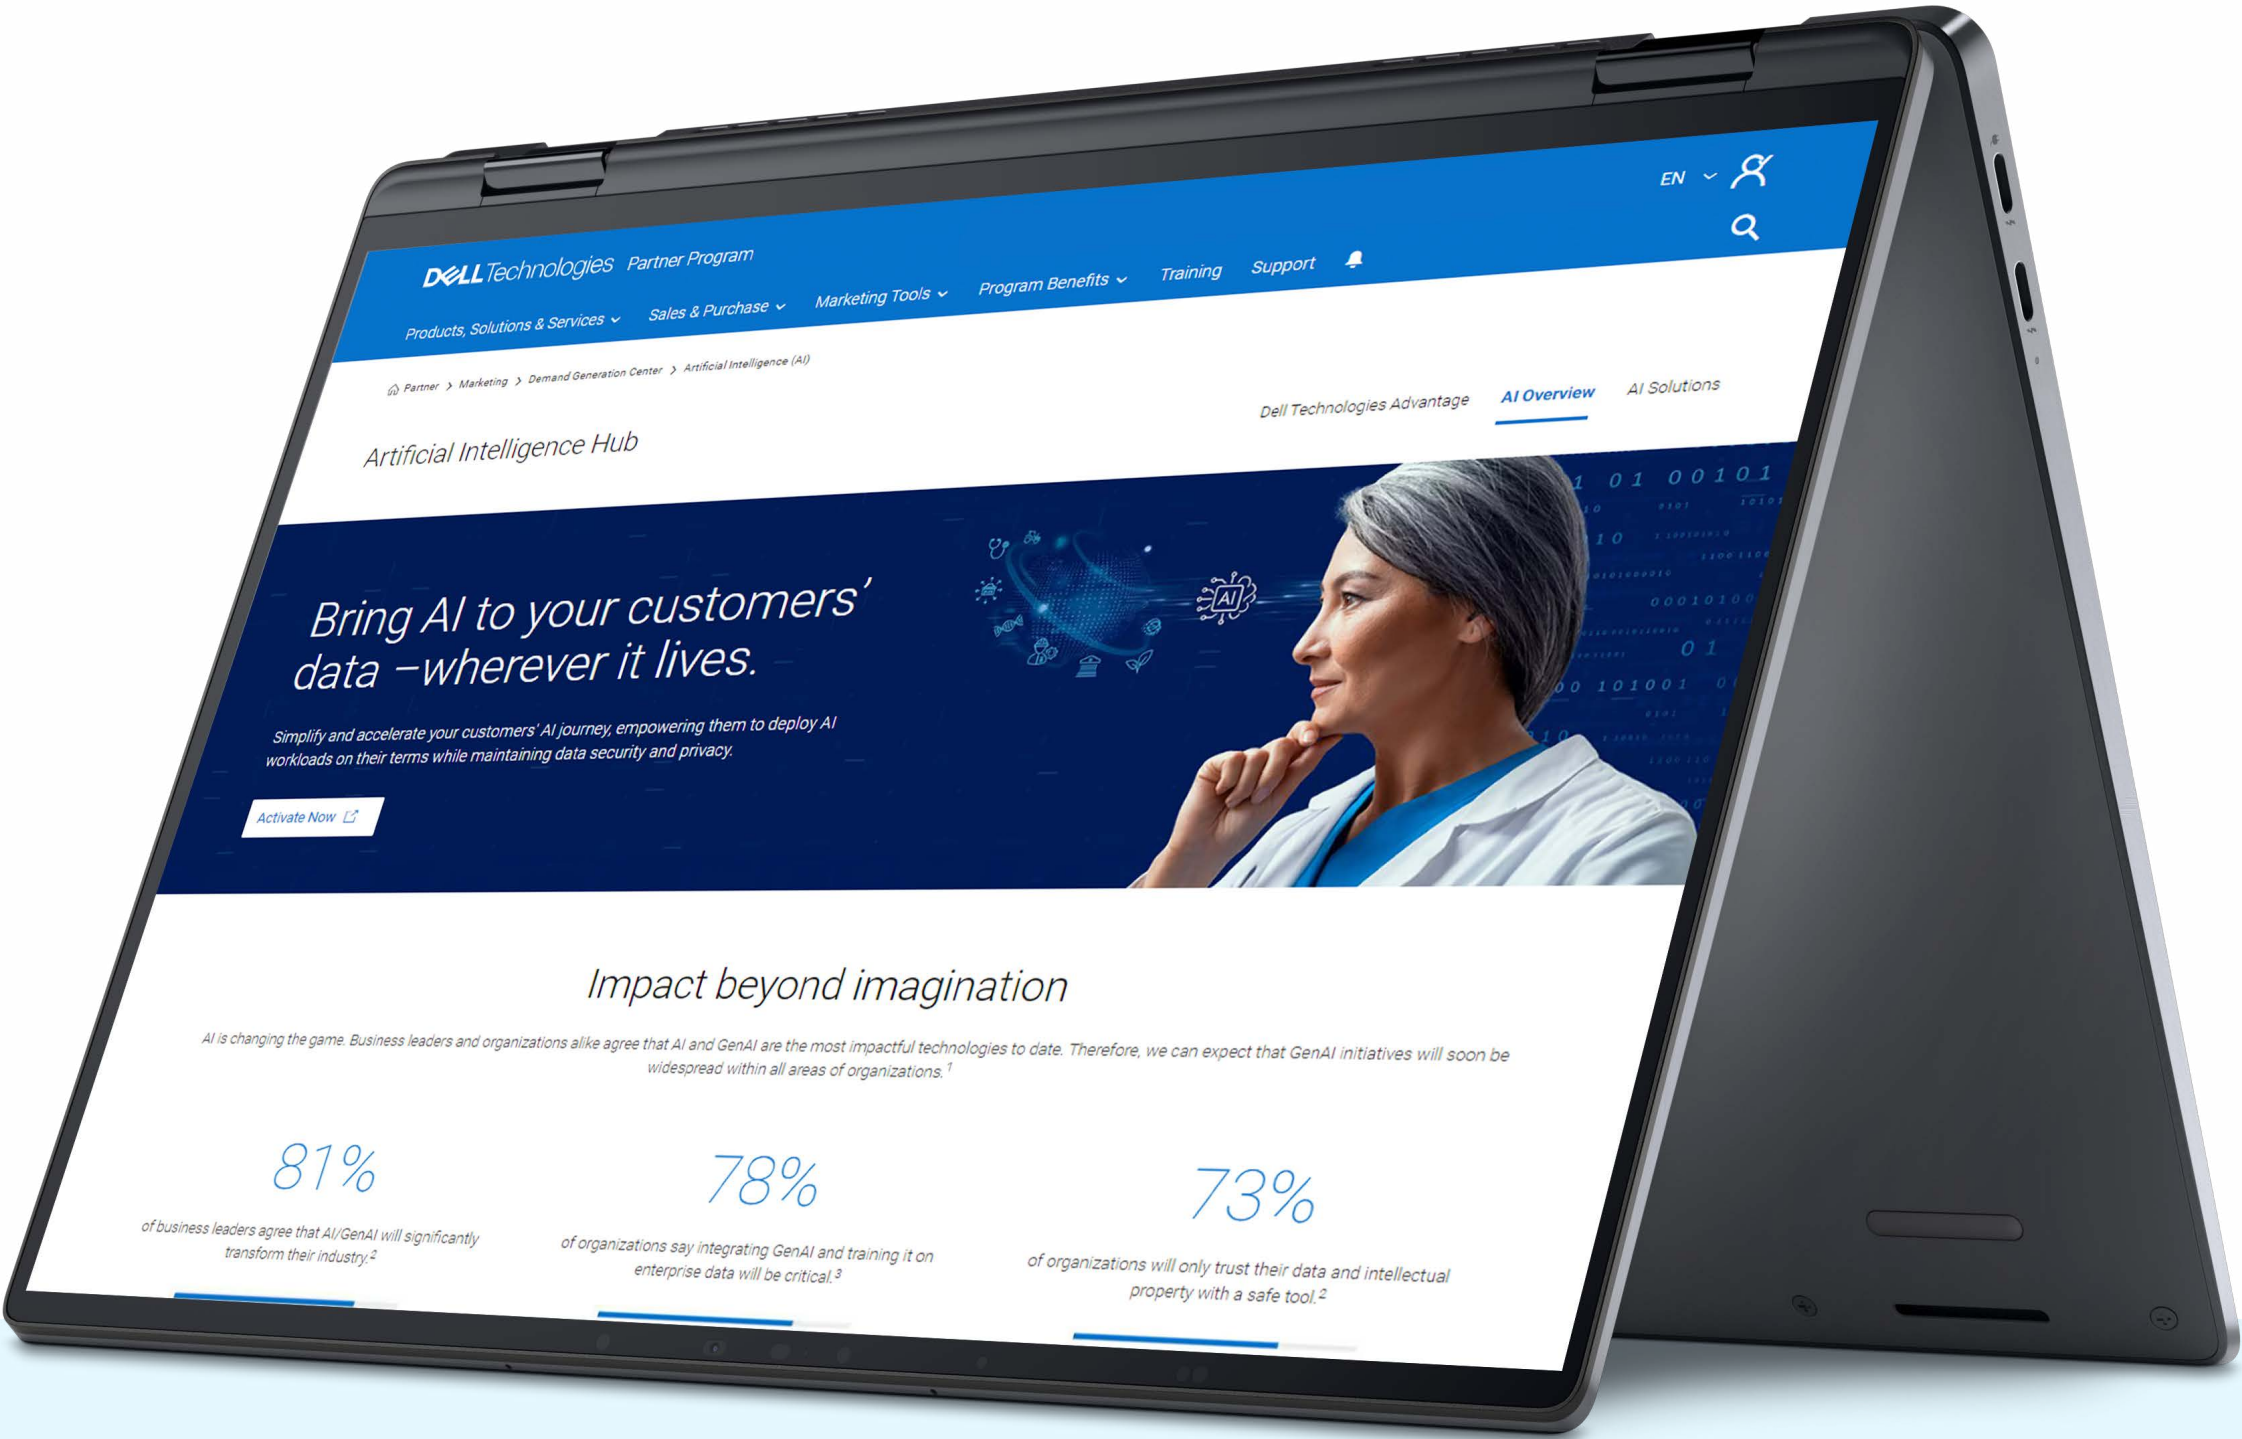 DELL Technologies Partner Program
EN
Products, Solutions & Services
Sales & Purchase
Marketing Tools
Program Benefits
Training
Support
Partner > Marketing > Demand Generation Center > Artificial Intelligence (AI)
Artificial Intelligence Hub
Dell Technologies Advantage
AI Overview
AI Solutions
Bring AI to your customers’
data –wherever it lives.
Simplify and accelerate your customers' AI journey, empowering them to deploy AI
workloads on their terms while maintaining data security and privacy.
Activate Now
AI
1 01 00101
01
101001
Impact beyond imagination
AI is changing the game. Business leaders and organizations alike agree that AI and GenAI are the most impactful technologies to date. Therefore, we can expect that GenAI initiatives will soon be
widespread within all areas of organizations.1
81%
of business leaders agree that AI/GenAI will significantly
transform their industry.2
78%
of organizations say integrating GenAI and training it on
enterprise data will be critical.3
73%
of organizations will only trust their data and intellectual
property with a safe tool.2